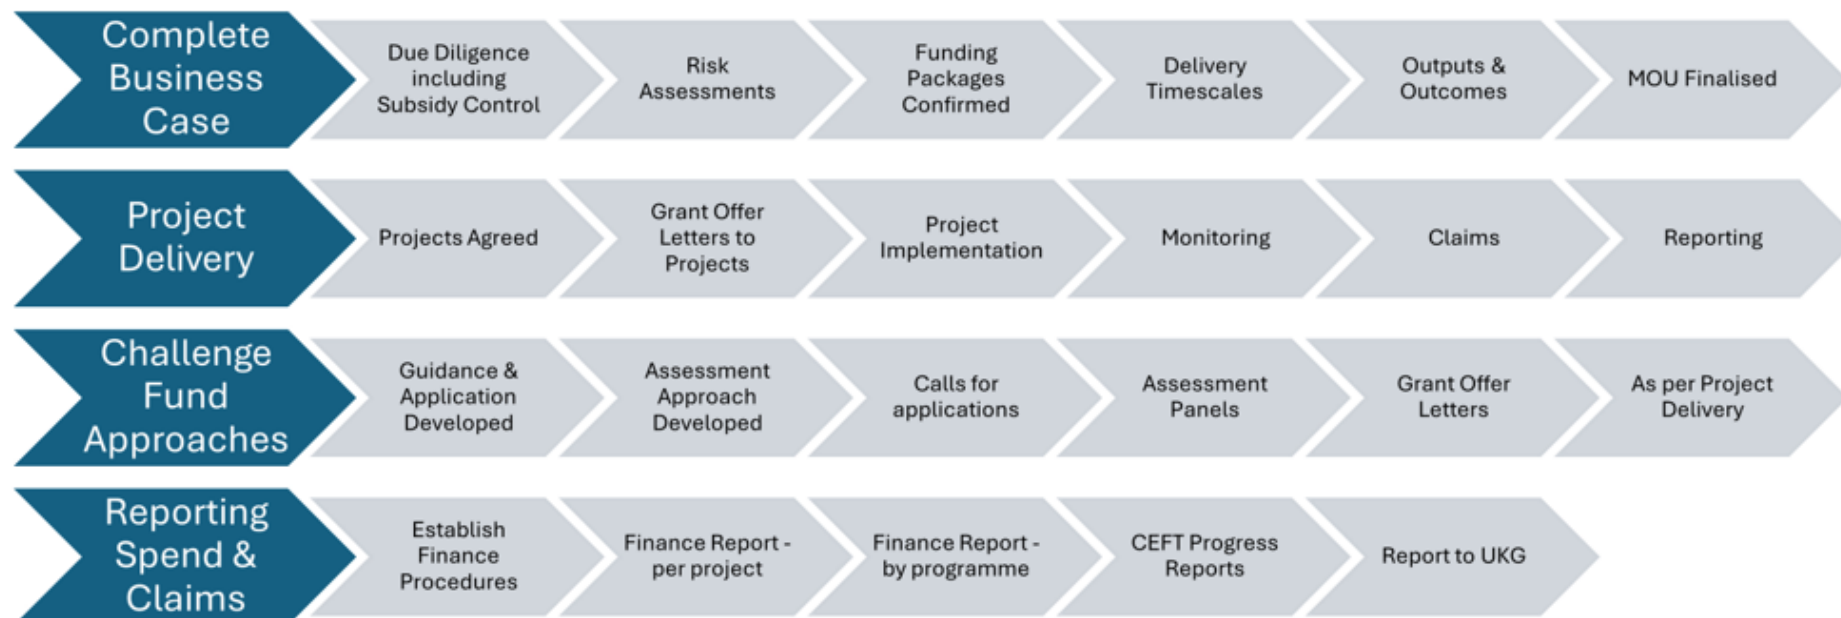 Complete
Business
Case
Due Diligence
including
Subsidy Control
Risk
Assessments
Funding
Packages
Confirmed
Delivery
Timescales
Outputs &
Outcomes
MOU Finalised
Project
Delivery
Projects Agreed
Grant Offer
Letters to
Projects
Project
Implementation
Monitoring
Claims
Reporting
Challenge
Fund
Approaches
Guidance &
Application
Developed
Assessment
Approach
Developed
Calls for
applications
Assessment
Panels
Grant Offer
Letters
As per Project
Delivery
Reporting
Spend &
Claims
Establish
Finance
Procedures
Finance Report -
per project
Finance Report -
by programme
CEFT Progress
Reports
Report to UKG